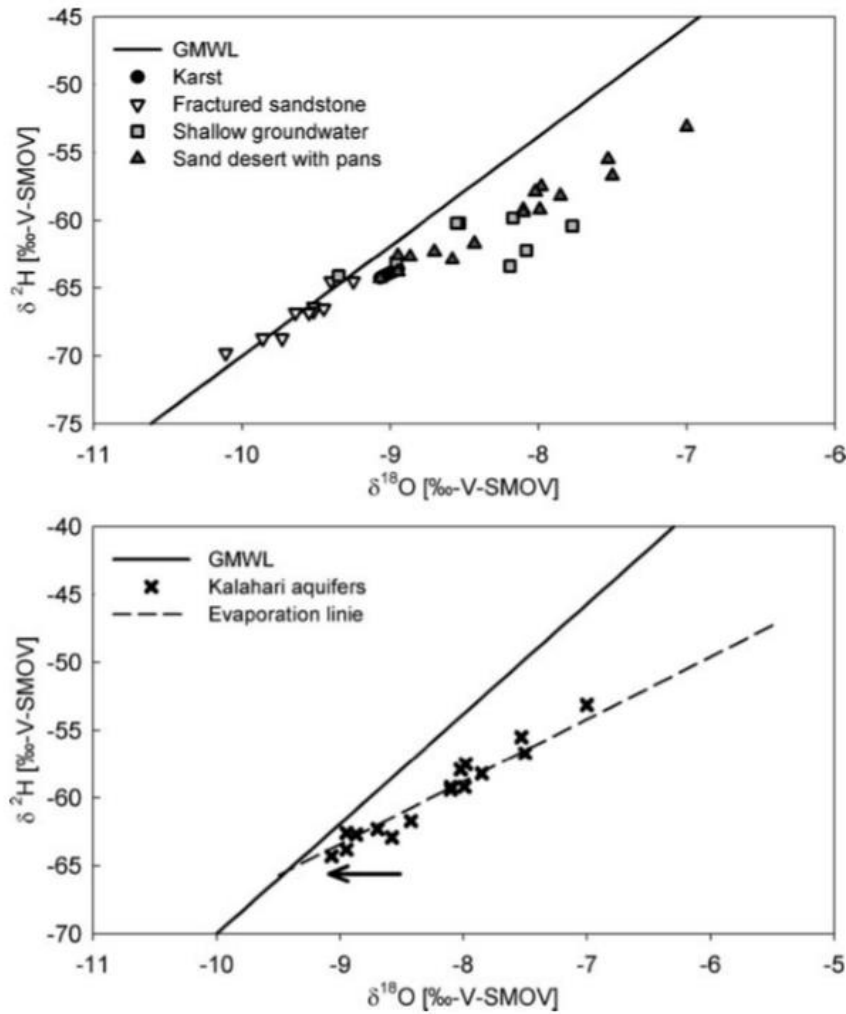 -45
-50
-55
-60
-65
-70
-75
GMWL
Karst
Fractured sandstone
Shallow groundwater
Sand desert with pans
δ ²H [‰-V-SMOV]
-11 -10 -9 -8 -7 -6
δ¹⁸O [‰-V-SMOV]
-40
-45
-50
-55
-60
-65
-70
GMWL
Kalahari aquifers
Evaporation linie
δ ²H [‰-V-SMOV]
-11 -10 -9 -8 -7 -6 -5
δ¹⁸O [‰-V-SMOV]